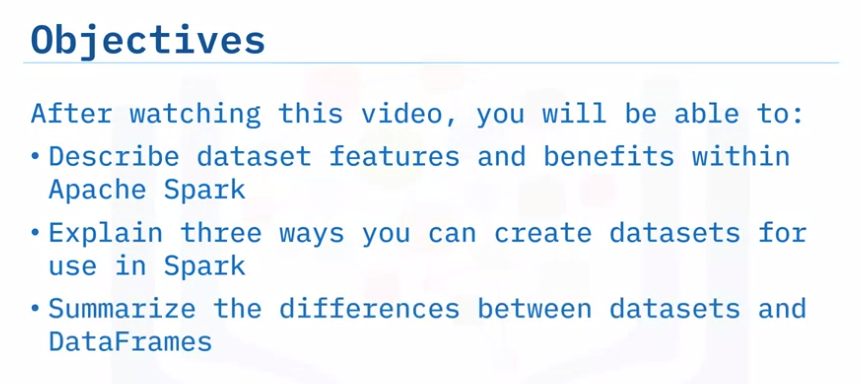 Objectives
After watching this video, you will be able to:
• Describe dataset features and benefits within
Apache Spark
• Explain three ways you can create datasets for
use in Spark
• Summarize the differences between datasets and
DataFrames